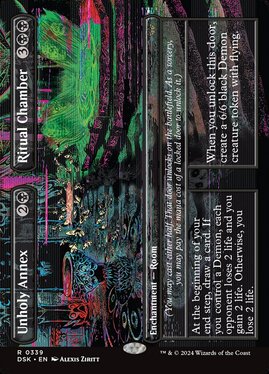 Unholy Annex
Ritual Chamber
(You may cast either half. That door unlocks on the battlefield. As a sorcery,
you may pay the mana cost of a locked door to unlock it.)
Enchantment — Room
At the beginning of your
end step, draw a card. If
you control a Demon, each
opponent loses 2 life and you
gain 2 life. Otherwise, you
lose 2 life.
When you unlock this door,
create a 6/6 black Demon
creature token with flying.
R 0339
DSK • EN ALEXIS ZIRITT
™ & © 2024 Wizards of the Coast